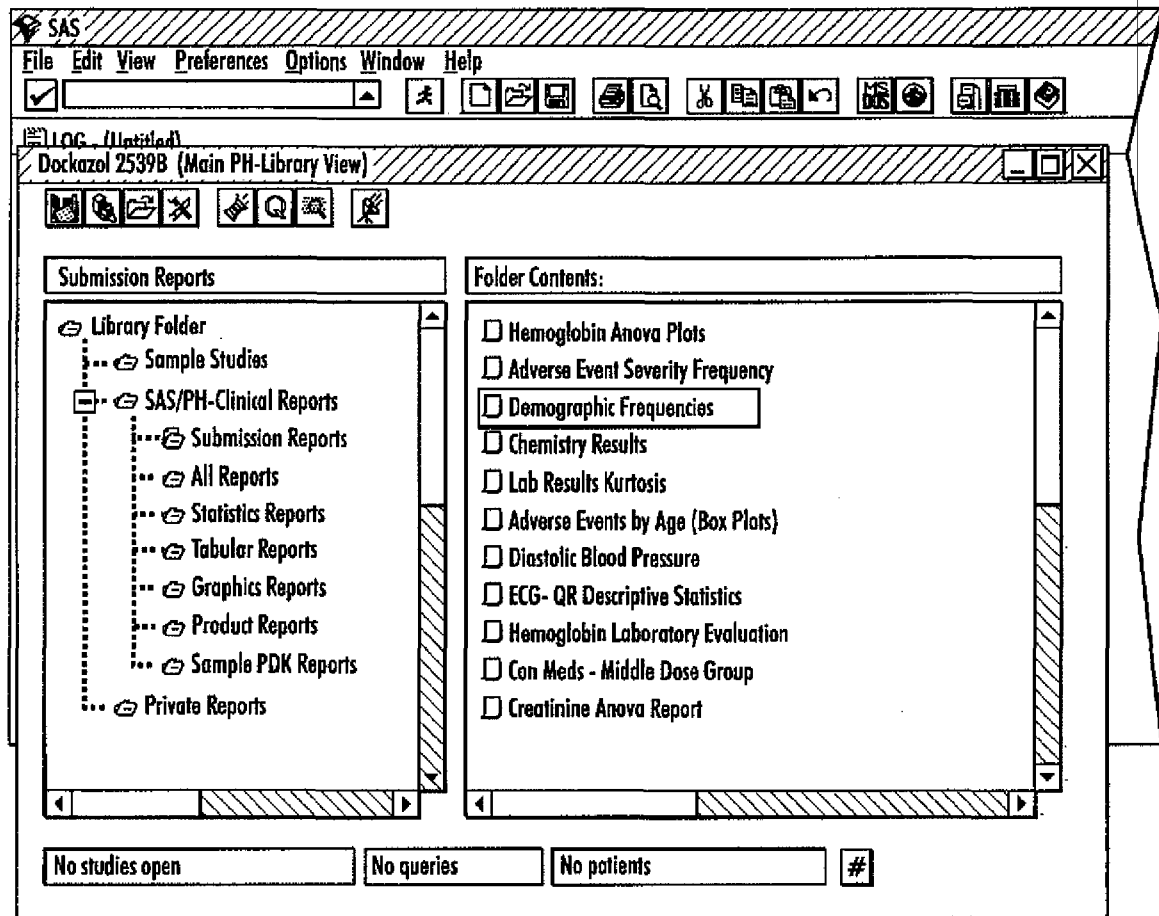 SAS
File Edit View Preferences Options Window Help
MS DOS
LOG - (Untitled)
Dockazol 2539B (Main PH-Library View)
Q
Submission Reports
Folder Contents:
Library Folder
Sample Studies
SAS/PH-Clinical Reports
Submission Reports
All Reports
Statistics Reports
Tabular Reports
Graphics Reports
Product Reports
Sample PDK Reports
Private Reports
Hemoglobin Anova Plots
Adverse Event Severity Frequency
Demographic Frequencies
Chemistry Results
Lab Results Kurtosis
Adverse Events by Age (Box Plots)
Diastolic Blood Pressure
ECG- QR Descriptive Statistics
Hemoglobin Laboratory Evaluation
Con Meds - Middle Dose Group
Creatinine Anova Report
No studies open
No queries
No patients
#